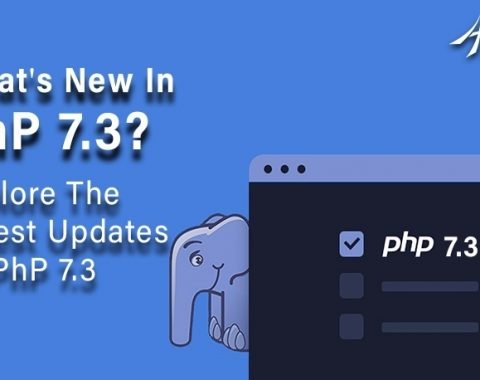 at's New In
hP 7.3?
lore The
est Updates
PhP 7.3
php 7.3